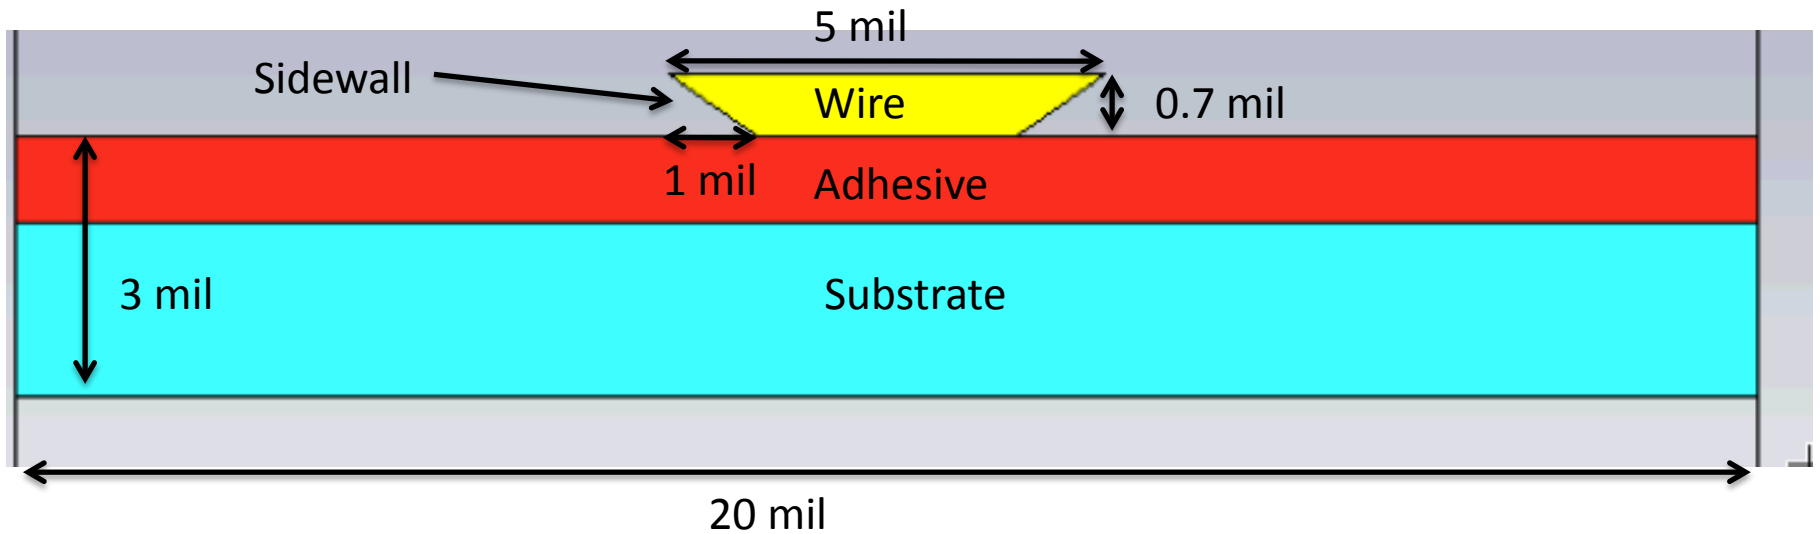 5 mil
Sidewall
Wire
0.7 mil
1 mil
Adhesive
3 mil
Substrate
20 mil